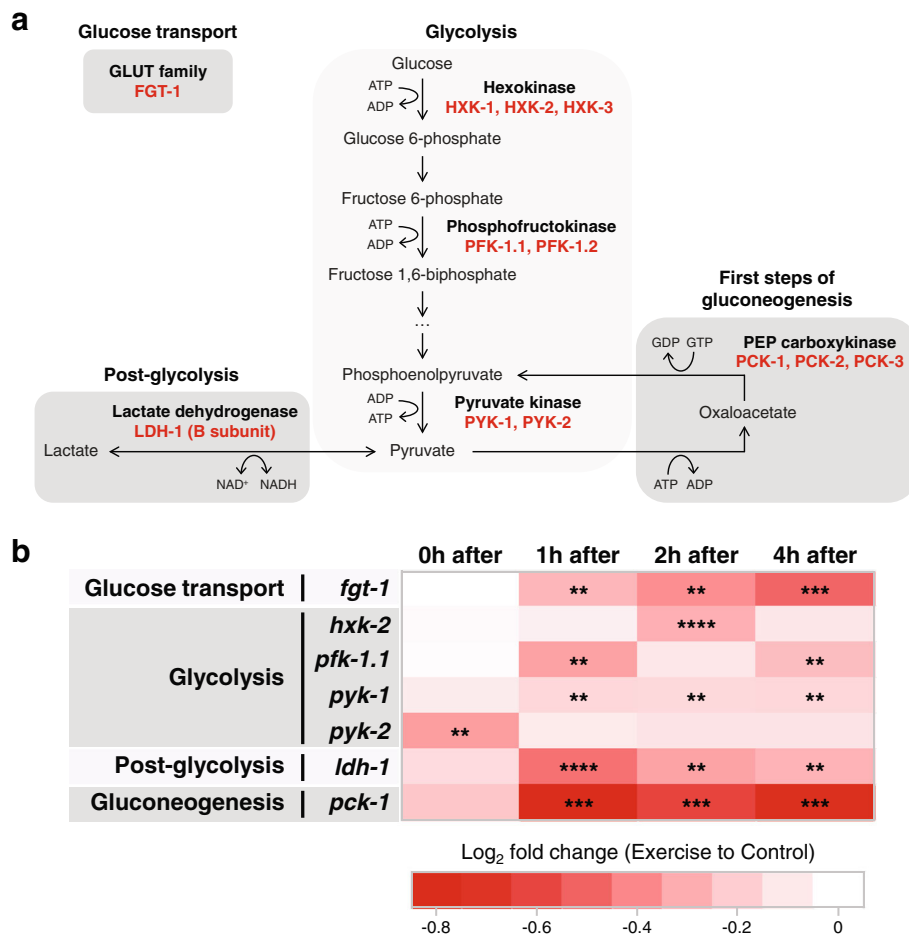 a
Glucose transport
GLUT family
FGT-1
Glycolysis
Glucose
ATP
ADP
Hexokinase
HXK-1, HXK-2, HXK-3
Glucose 6-phosphate
Fructose 6-phosphate
ATP
ADP
Phosphofructokinase
PFK-1.1, PFK-1.2
Fructose 1,6-biphosphate
...
Phosphoenolpyruvate
ADP
ATP
Pyruvate kinase
PYK-1, PYK-2
Pyruvate
First steps of
gluconeogenesis
GDP GTP
PEP carboxykinase
PCK-1, PCK-2, PCK-3
Oxaloacetate
ATP ADP
Post-glycolysis
Lactate dehydrogenase
LDH-1 (B subunit)
Lactate
NAD⁺ NADH
b
0h after 1h after 2h after 4h after
Glucose transport fgt-1 ** ** ***
Glycolysis
hxk-2 ****
pfk-1.1 ** **
pyk-1 ** ** **
pyk-2 **
Post-glycolysis ldh-1 **** ** **
Gluconeogenesis pck-1 *** *** ***
Log₂ fold change (Exercise to Control)
-0.8 -0.6 -0.4 -0.2 0